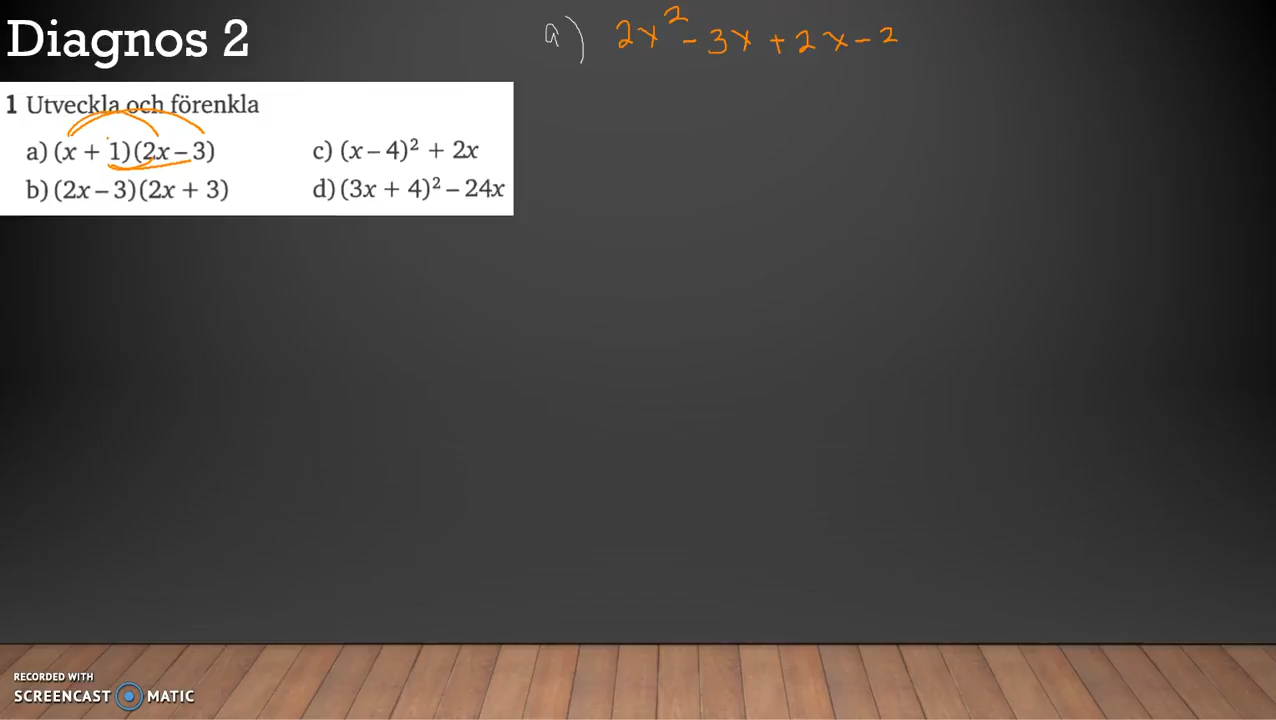 Diagnos 2
a) 2x² - 3x + 2x - 2
1 Utveckla och förenkla
a) (x + 1)(2x – 3) c) (x – 4)² + 2x
b) (2x – 3)(2x + 3) d) (3x + 4)² – 24x
RECORDED WITH
SCREENCAST MATIC